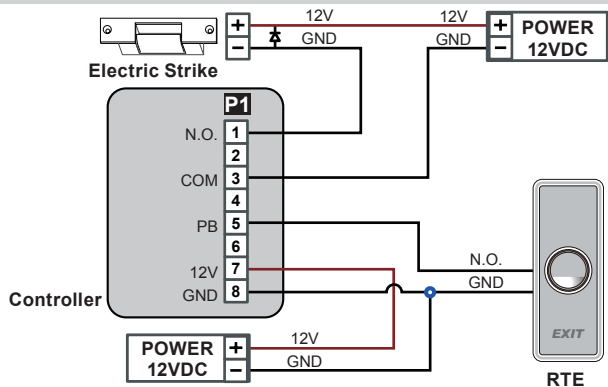 12V
12V
+
+
POWER
12VDC
GND
GND
−
−
Electric Strike
P1
N.O.
1
2
COM
3
4
PB
5
6
12V
7
GND
8
N.O.
GND
Controller
EXIT
RTE
POWER
12VDC
+
12V
−
GND